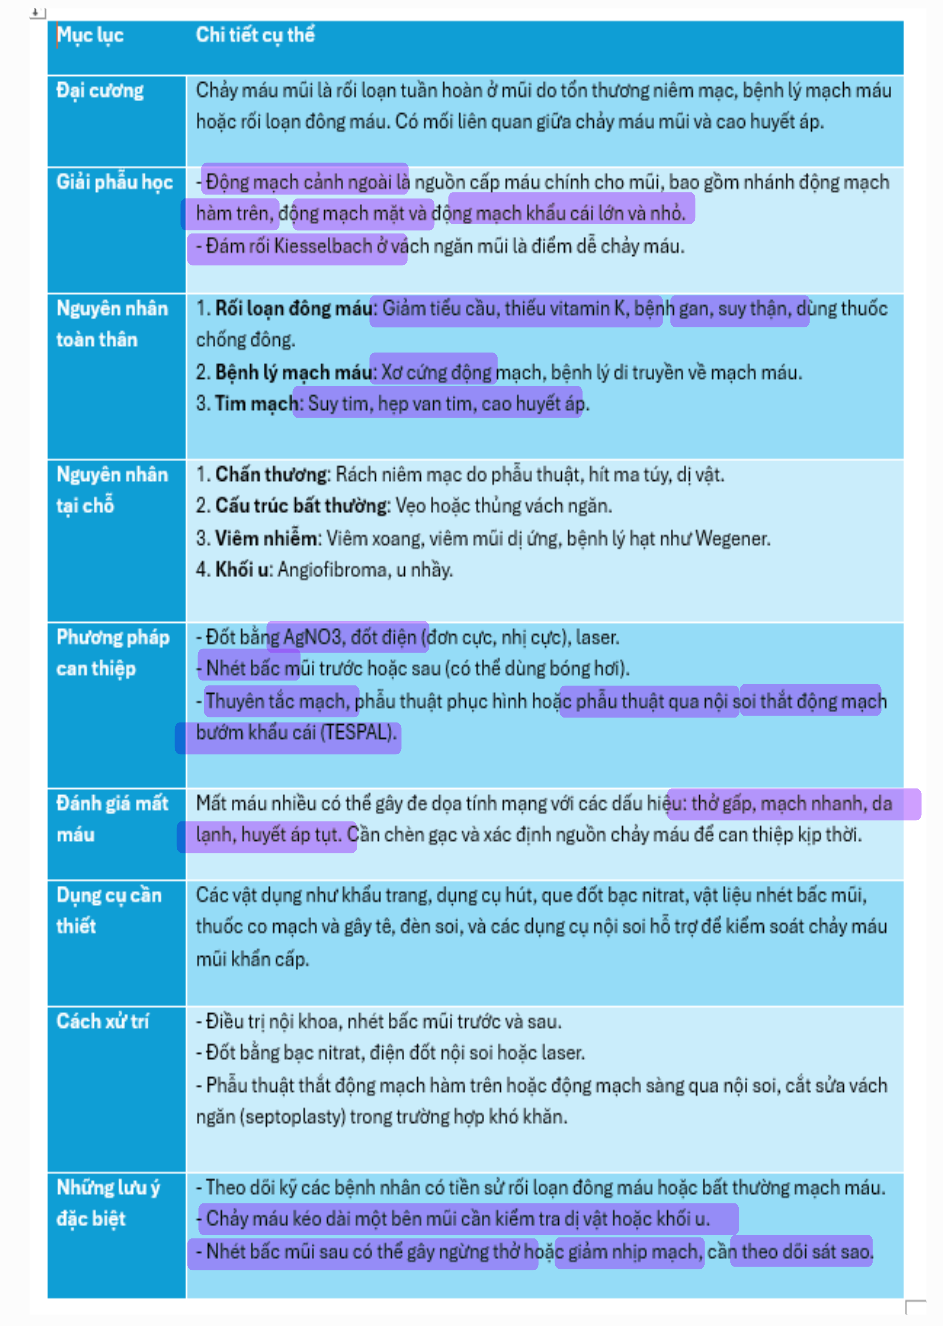 Mục lục
Chi tiết cụ thể
Đại cương
Chảy máu mũi là rối loạn tuần hoàn ở mũi do tổn thương niêm mạc, bệnh lý mạch máu
hoặc rối loạn đông máu. Có mối liên quan giữa chảy máu mũi và cao huyết áp.
Giải phẫu học
- Động mạch cảnh ngoài là nguồn cấp máu chính cho mũi, bao gồm nhánh động mạch
hàm trên, động mạch mặt và động mạch khẩu cái lớn và nhỏ.
- Đám rối Kiesselbach ở vách ngăn mũi là điểm dễ chảy máu.
Nguyên nhân
toàn thân
1. Rối loạn đông máu: Giảm tiểu cầu, thiếu vitamin K, bệnh gan, suy thận, dùng thuốc
chống đông.
2. Bệnh lý mạch máu: Xơ cứng động mạch, bệnh lý di truyền về mạch máu.
3. Tim mạch: Suy tim, hẹp van tim, cao huyết áp.
Nguyên nhân
tại chỗ
1. Chấn thương: Rách niêm mạc do phẫu thuật, hít ma túy, dị vật.
2. Cấu trúc bất thường: Vẹo hoặc thủng vách ngăn.
3. Viêm nhiễm: Viêm xoang, viêm mũi dị ứng, bệnh lý hạt như Wegener.
4. Khối u: Angiofibroma, u nhầy.
Phương pháp
can thiệp
- Đốt bằng AgNO3, đốt điện (đơn cực, nhị cực), laser.
- Nhét bấc mũi trước hoặc sau (có thể dùng bóng hơi).
- Thuyên tắc mạch, phẫu thuật phục hình hoặc phẫu thuật qua nội soi thắt động mạch
bướm khẩu cái (TESPAL).
Đánh giá mất
máu
Mất máu nhiều có thể gây đe dọa tính mạng với các dấu hiệu: thở gấp, mạch nhanh, da
lạnh, huyết áp tụt. Cần chèn gạc và xác định nguồn chảy máu để can thiệp kịp thời.
Dụng cụ cần
thiết
Các vật dụng như khẩu trang, dụng cụ hút, que đốt bạc nitrat, vật liệu nhét bấc mũi,
thuốc co mạch và gây tê, đèn soi, và các dụng cụ nội soi hỗ trợ để kiểm soát chảy máu
mũi khẩn cấp.
Cách xử trí
- Điều trị nội khoa, nhét bấc mũi trước và sau.
- Đốt bằng bạc nitrat, điện đốt nội soi hoặc laser.
- Phẫu thuật thắt động mạch hàm trên hoặc động mạch sàng qua nội soi, cắt sửa vách
ngăn (septoplasty) trong trường hợp khó khăn.
Những lưu ý
đặc biệt
- Theo dõi kỹ các bệnh nhân có tiền sử rối loạn đông máu hoặc bất thường mạch máu.
- Chảy máu kéo dài một bên mũi cần kiểm tra dị vật hoặc khối u.
- Nhét bấc mũi sau có thể gây ngừng thở hoặc giảm nhịp mạch, cần theo dõi sát sao.